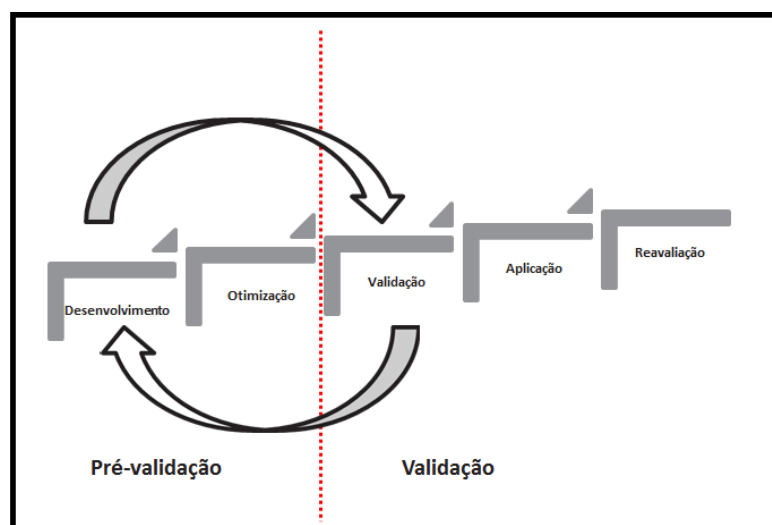 Desenvolvimento
Otimização
Validação
Aplicação
Reavaliação
Pré-validação
Validação